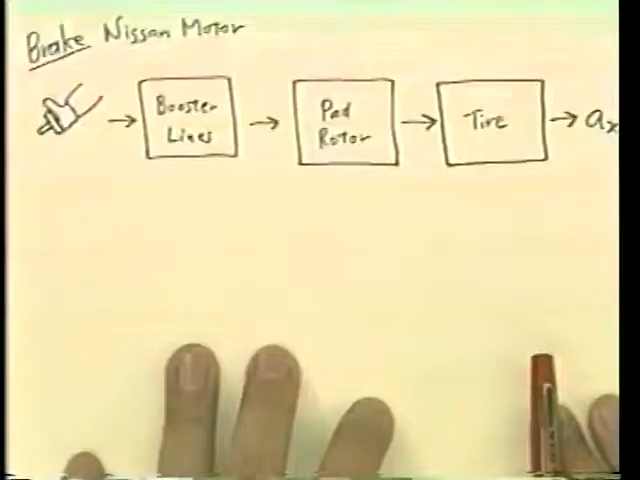 Brake Nissan Motor
Booster
Lines
Pad
Rotor
Tire
ax